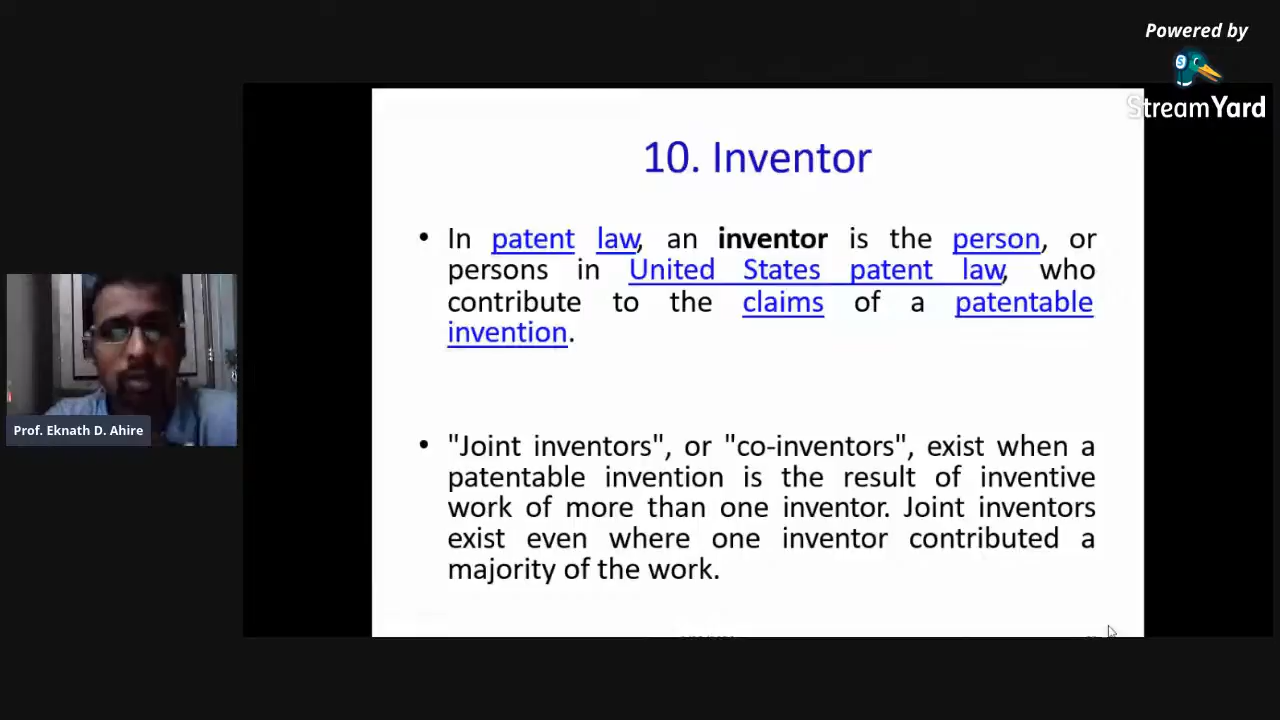 Powered by
StreamYard
10. Inventor
• In patent law, an inventor is the person, or
persons in United States patent law, who
contribute to the claims of a patentable
invention.
• "Joint inventors", or "co-inventors", exist when a
patentable invention is the result of inventive
work of more than one inventor. Joint inventors
exist even where one inventor contributed a
majority of the work.
Prof. Eknath D. Ahire